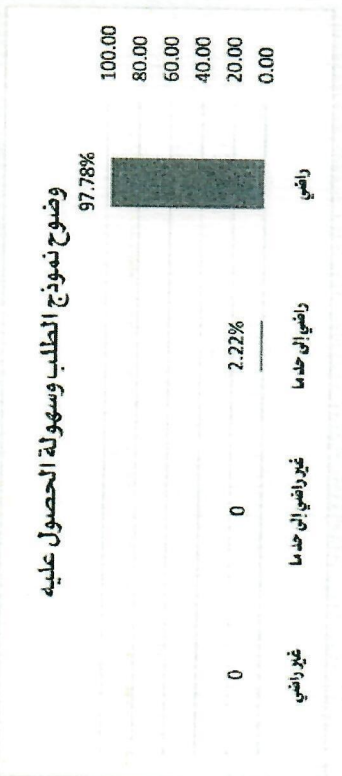 وضوح نموذج الطلب وسهولة الحصول عليه
100.00
80.00
60.00
40.00
20.00
0.00
97.78%
2.22%
0
0
راضي
راضي إلى حد ما
غير راضي إلى حد ما
غير راضي